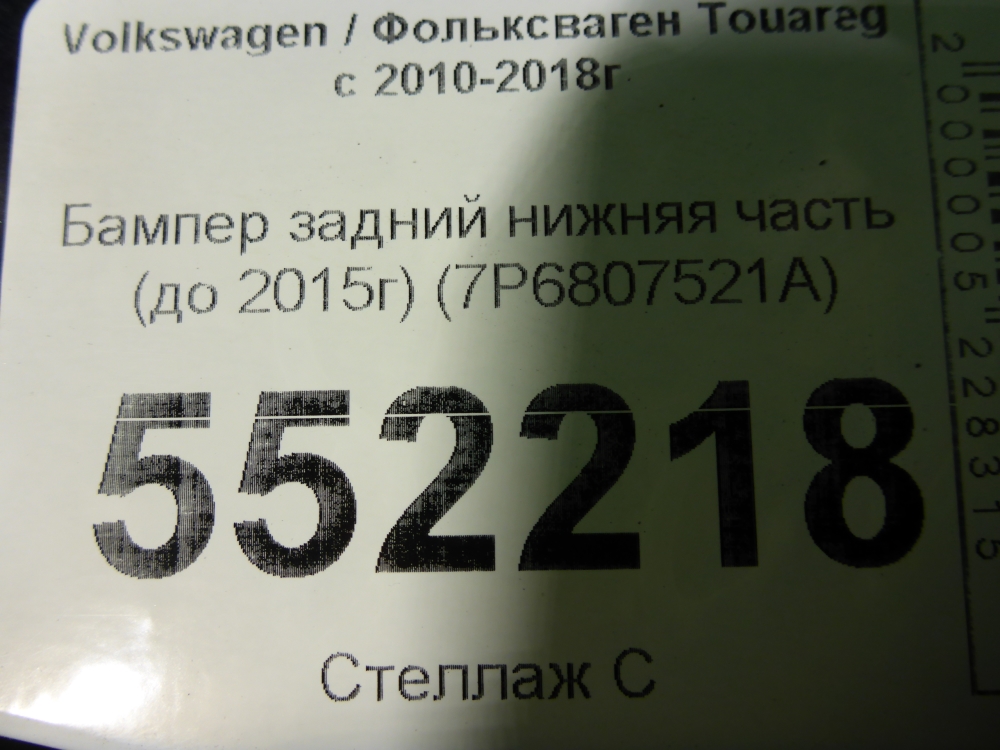 Volkswagen / Фольксваген Touareg
с 2010-2018г
Бампер задний нижняя часть
(до 2015г) (7P6807521A)
552218
Стеллаж С
2000005228315